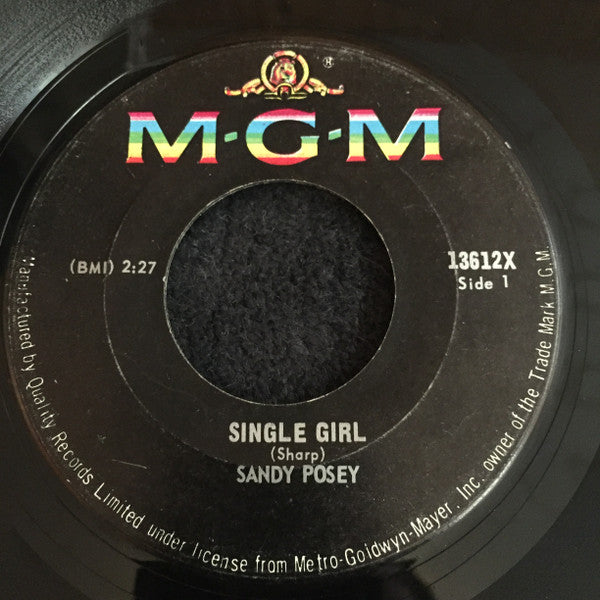 ®
M·G·M
(BMI) 2:27
13612X
Side 1
SINGLE GIRL
(Sharp)
SANDY POSEY
Manufactured by Quality Records Limited under license from Metro-Goldwyn-Mayer, Inc. owner of the Trade Mark M.G.M.